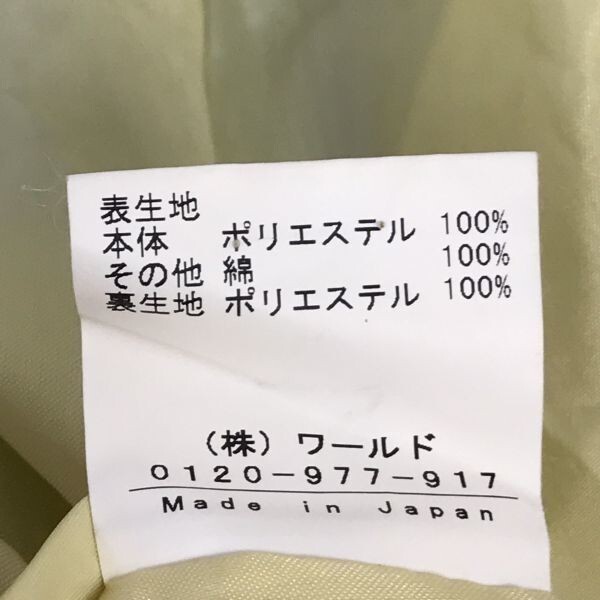 表生地
本体 ポリエステル 100%
その他 綿 100%
裏生地 ポリエステル 100%
(株) ワールド
0120-977-917
Made in Japan